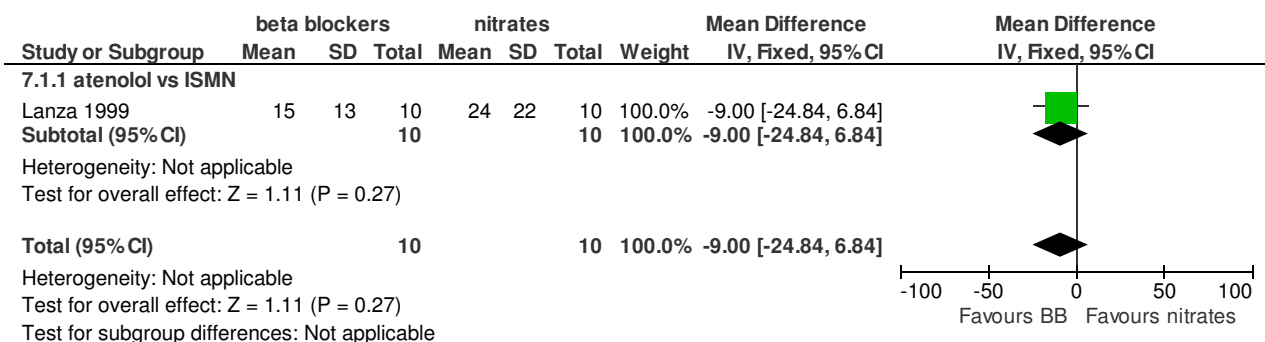 beta blockers nitrates Mean Difference Mean Difference
Study or Subgroup Mean SD Total Mean SD Total Weight IV, Fixed, 95% CI IV, Fixed, 95% CI
7.1.1 atenolol vs ISMN
Lanza 1999 15 13 10 24 22 10 100.0% -9.00 [-24.84, 6.84]
Subtotal (95% CI) 10 10 100.0% -9.00 [-24.84, 6.84]
Heterogeneity: Not applicable
Test for overall effect: Z = 1.11 (P = 0.27)
Total (95% CI) 10 10 100.0% -9.00 [-24.84, 6.84]
Heterogeneity: Not applicable
Test for overall effect: Z = 1.11 (P = 0.27)
Test for subgroup differences: Not applicable
-100 -50 0 50 100
Favours BB Favours nitrates